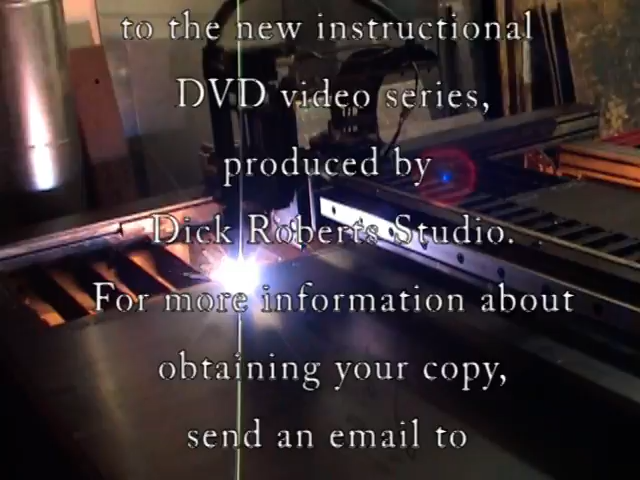 to the new instructional
DVD video series,
produced by
Dick Roberts Studio.
For more information about
obtaining your copy,
send an email to